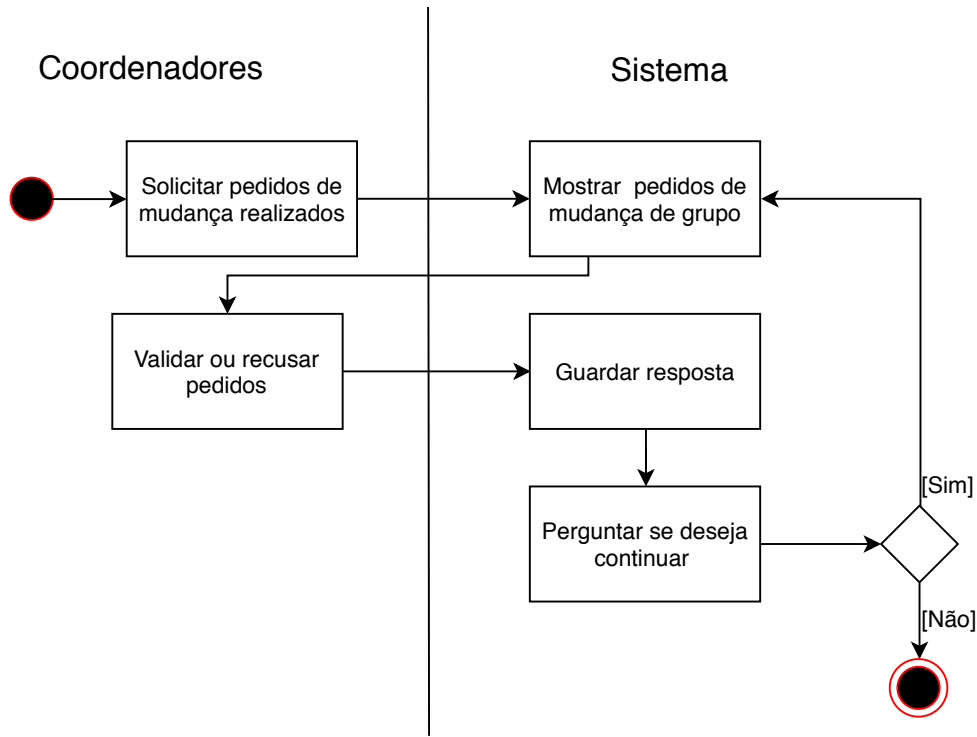 Coordenadores
Sistema
Solicitar pedidos de
mudança realizados
Mostrar  pedidos de
mudança de grupo
Validar ou recusar
pedidos
Guardar resposta
Perguntar se deseja
continuar
[Sim]
[Não]